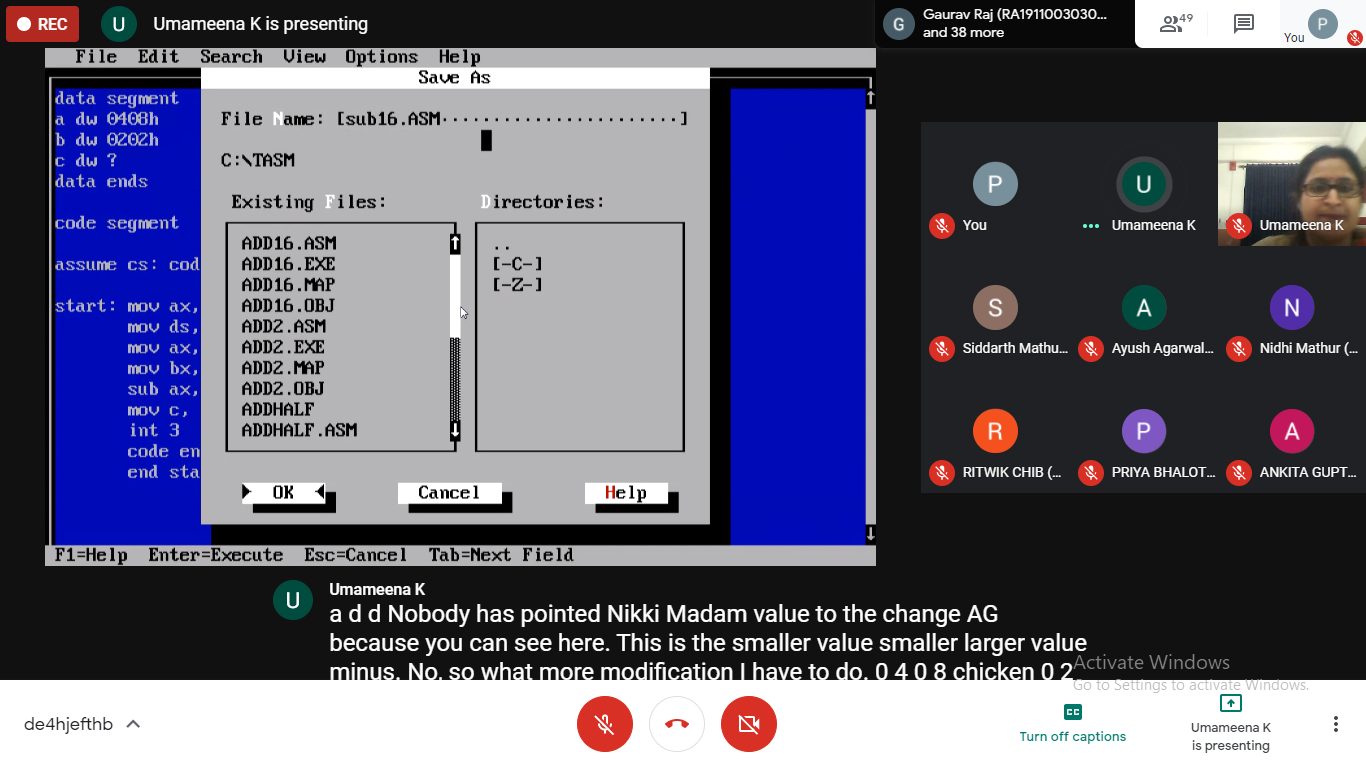 REC
U
Umameena K is presenting
G
Gaurav Raj (RA1911003030...
and 38 more
49
You
P
File Edit Search View Options Help
Save As
data segment
a dw 0408h
b dw 0202h
c dw ?
data ends
code segment
assume cs: cod
start: mov ax,
mov ds,
mov ax,
mov bx,
sub ax,
mov c,
int 3
code en
end sta
File Name: [sub16.ASM·······················]
C:\TASM
Existing Files:
ADD16.ASM
ADD16.EXE
ADD16.MAP
ADD16.OBJ
ADD2.ASM
ADD2.EXE
ADD2.MAP
ADD2.OBJ
ADDHALF
ADDHALF.ASM
Directories:
..
[-C-]
[-Z-]
OK
Cancel
Help
F1=Help Enter=Execute Esc=Cancel Tab=Next Field
P
You
U
Umameena K
Umameena K
S
Siddarth Mathu...
A
Ayush Agarwal...
N
Nidhi Mathur (...
R
RITWIK CHIB (...
P
PRIYA BHALOT...
A
ANKITA GUPT...
U
Umameena K
a d d Nobody has pointed Nikki Madam value to the change AG
because you can see here. This is the smaller value smaller larger value
minus. No, so what more modification I have to do. 0 4 0 8 chicken 0 2
Activate Windows
Go to Settings to activate Windows.
de4hjefthb
CC
Turn off captions
Umameena K
is presenting